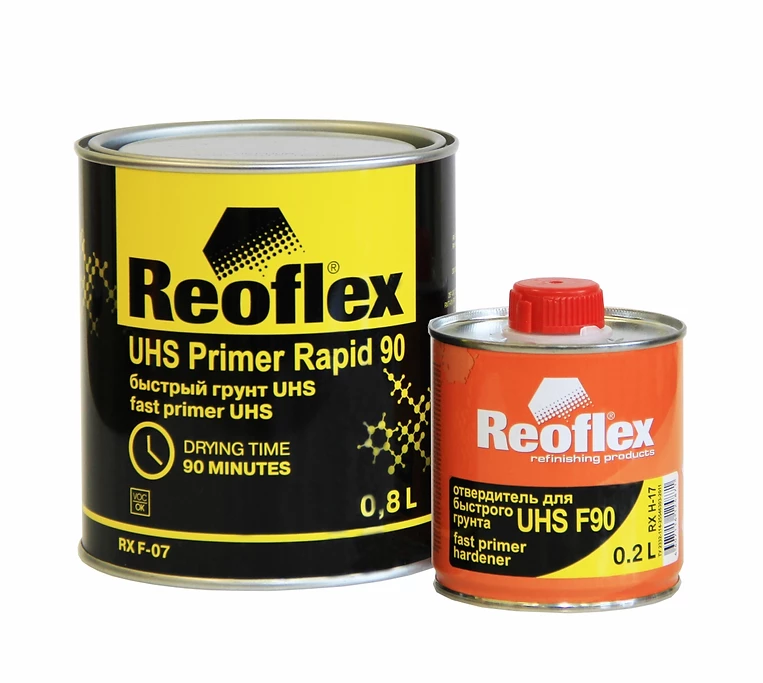 Reoflex®
UHS Primer Rapid 90
быстрый грунт UHS
fast primer UHS
DRYING TIME
90 MINUTES
VOC
OK
0,8 L
RX F-07
Reoflex
refinishing products
отвердитель для
быстрого
грунта
UHS F90
fast primer
hardener
0.2 L
RX H-17